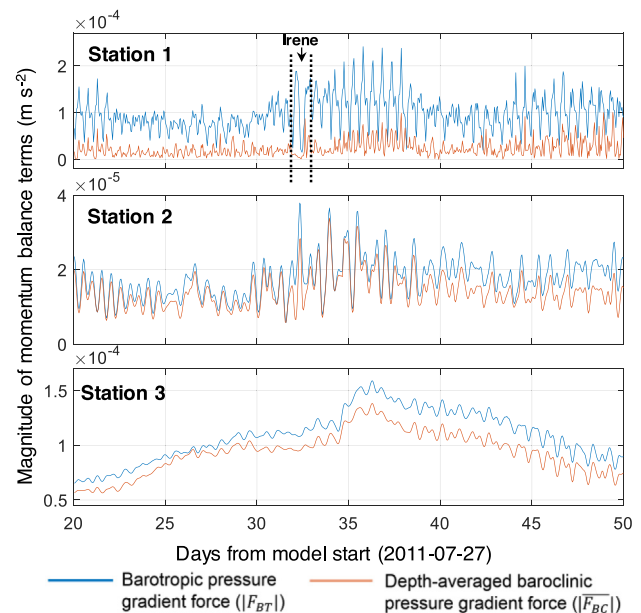 ×10⁻⁴
Irene
Station 1
2
1
0
×10⁻⁵
4
Station 2
2
0
×10⁻⁴
Station 3
1.5
1
0.5
20 25 30 35 40 45 50
Magnitude of momentum balance terms (m s⁻²)
Days from model start (2011-07-27)
Barotropic pressure
gradient force (|F_BT|)
Depth-averaged baroclinic
pressure gradient force (|F̅_B̅C̅|)